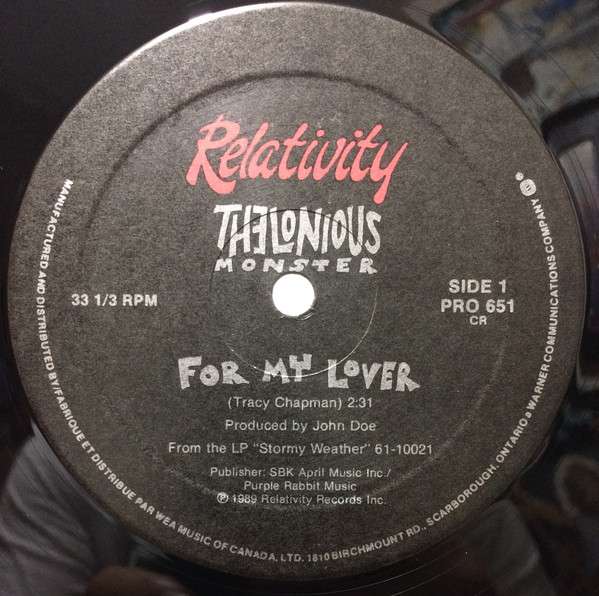 Relativity
THELONIOUS
MONSTER
33 1/3 RPM
SIDE 1
PRO 651
CR
FOR MY LOVER
(Tracy Chapman) 2:31
Produced by John Doe
From the LP "Stormy Weather" 61-10021
Publisher: SBK April Music Inc./
Purple Rabbit Music
℗ 1989 Relativity Records Inc.
MANUFACTURED AND DISTRIBUTED BY/FABRIQUE ET DISTRIBUE PAR WEA MUSIC OF CANADA, LTD. 1810 BIRCHMOUNT RD., SCARBOROUGH, ONTARIO A WARNER COMMUNICATIONS COMPANY